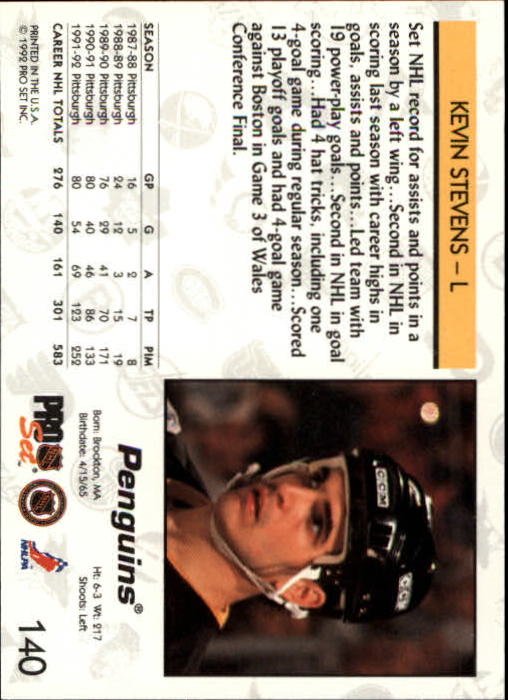 KEVIN STEVENS – L
Set NHL record for assists and points in a
season by a left wing...Second in NHL in
scoring last season with career highs in
goals, assists and points...Led team with
19 power-play goals...Second in NHL in goal
scoring...Had 4 hat tricks, including one
4-goal game during regular season...Scored
13 playoff goals and had 4-goal game
against Boston in Game 3 of Wales
Conference Final.
SEASON GP G A TP PIM
1987-88 Pittsburgh 16 5 2 7 8
1988-89 Pittsburgh 24 12 3 15 19
1989-90 Pittsburgh 76 29 41 70 171
1990-91 Pittsburgh 80 40 46 86 133
1991-92 Pittsburgh 80 54 69 123 252
CAREER NHL TOTALS 276 140 161 301 583
PRINTED IN THE U.S.A.
© 1992 PRO SET INC.
CCM
CCM
Penguins®
Born: Brockton, MA Ht: 6-3 Wt: 217
Birthdate: 4/15/65 Shoots: Left
PRO
Set
NHLPA
140